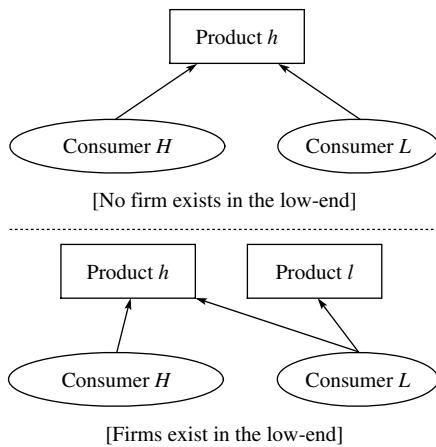 Product h
Consumer H Consumer L
[No firm exists in the low-end]
Product h Product l
Consumer H Consumer L
[Firms exist in the low-end]